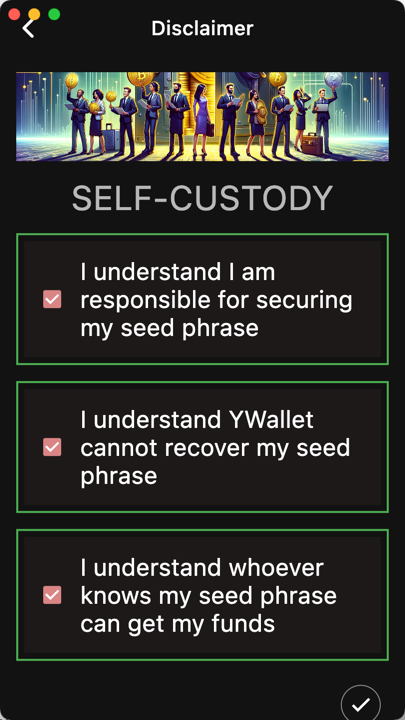 Disclaimer
SELF-CUSTODY
I understand I am
responsible for securing
my seed phrase
I understand YWallet
cannot recover my seed
phrase
I understand whoever
knows my seed phrase
can get my funds